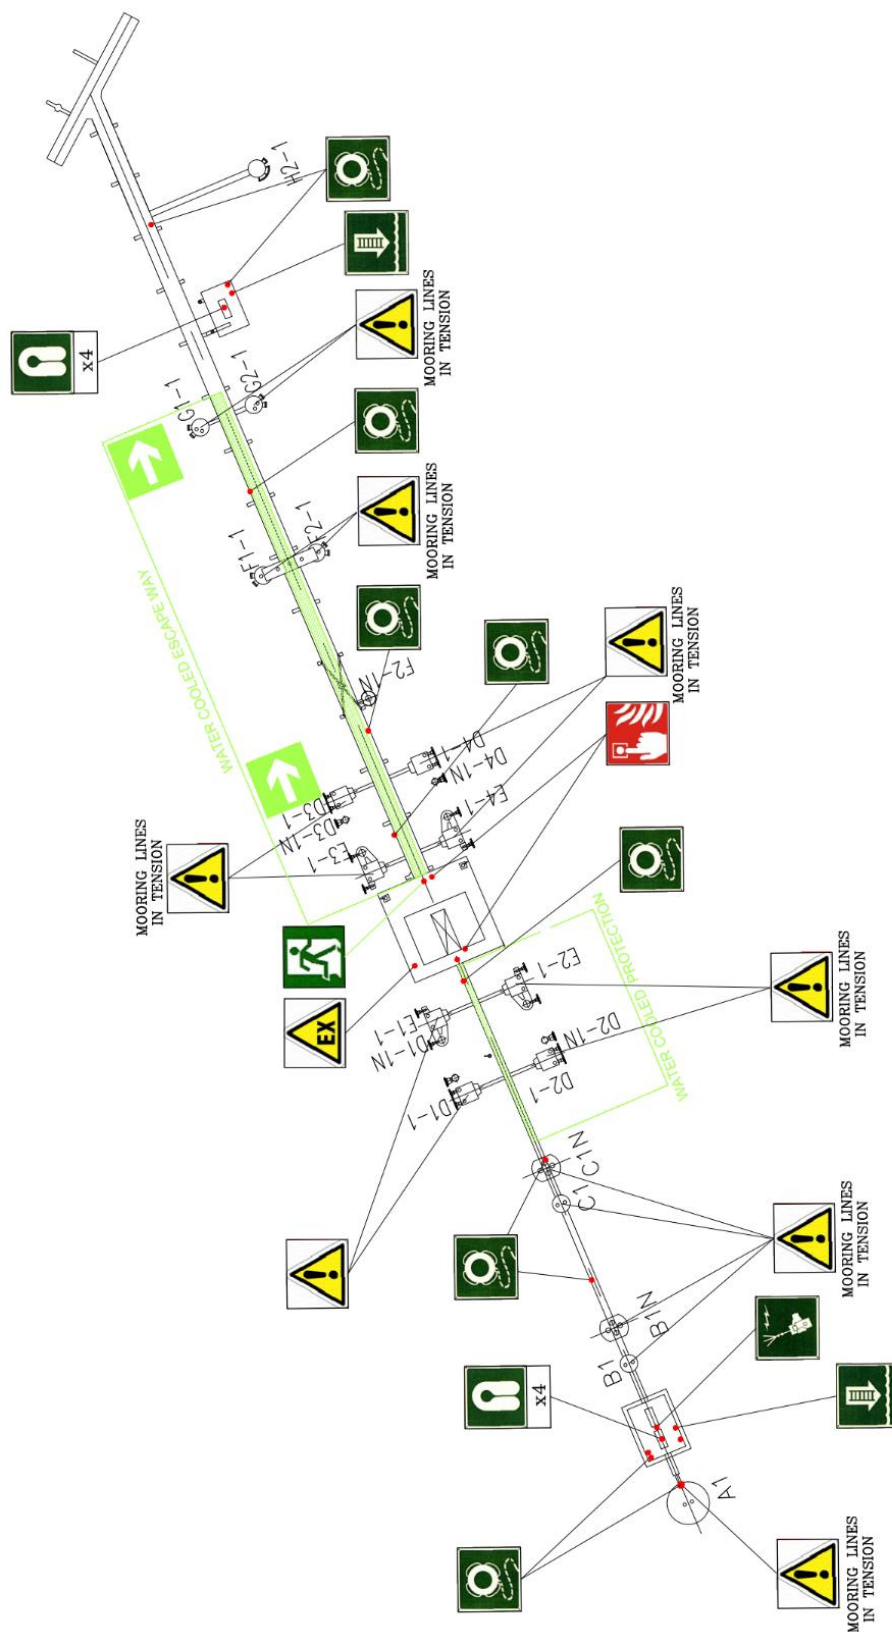 H2-1
x4
MOORING LINES
IN TENSION
G1-1
G2-1
MOORING LINES
IN TENSION
F1-1
F2-1
WATER COOLED ESCAPE WAY
F2-1N
MOORING LINES
IN TENSION
D4-1
D4-1N
D3-1
D3-1N
E4-1
E3-1
MOORING LINES
IN TENSION
EX
WATER COOLED PROTECTION
E2-1
E1-1
D1-1N
D2-1N
D2-1
D1-1
MOORING LINES
IN TENSION
C1N
C1
MOORING LINES
IN TENSION
B1N
B1
x4
A1
MOORING LINES
IN TENSION